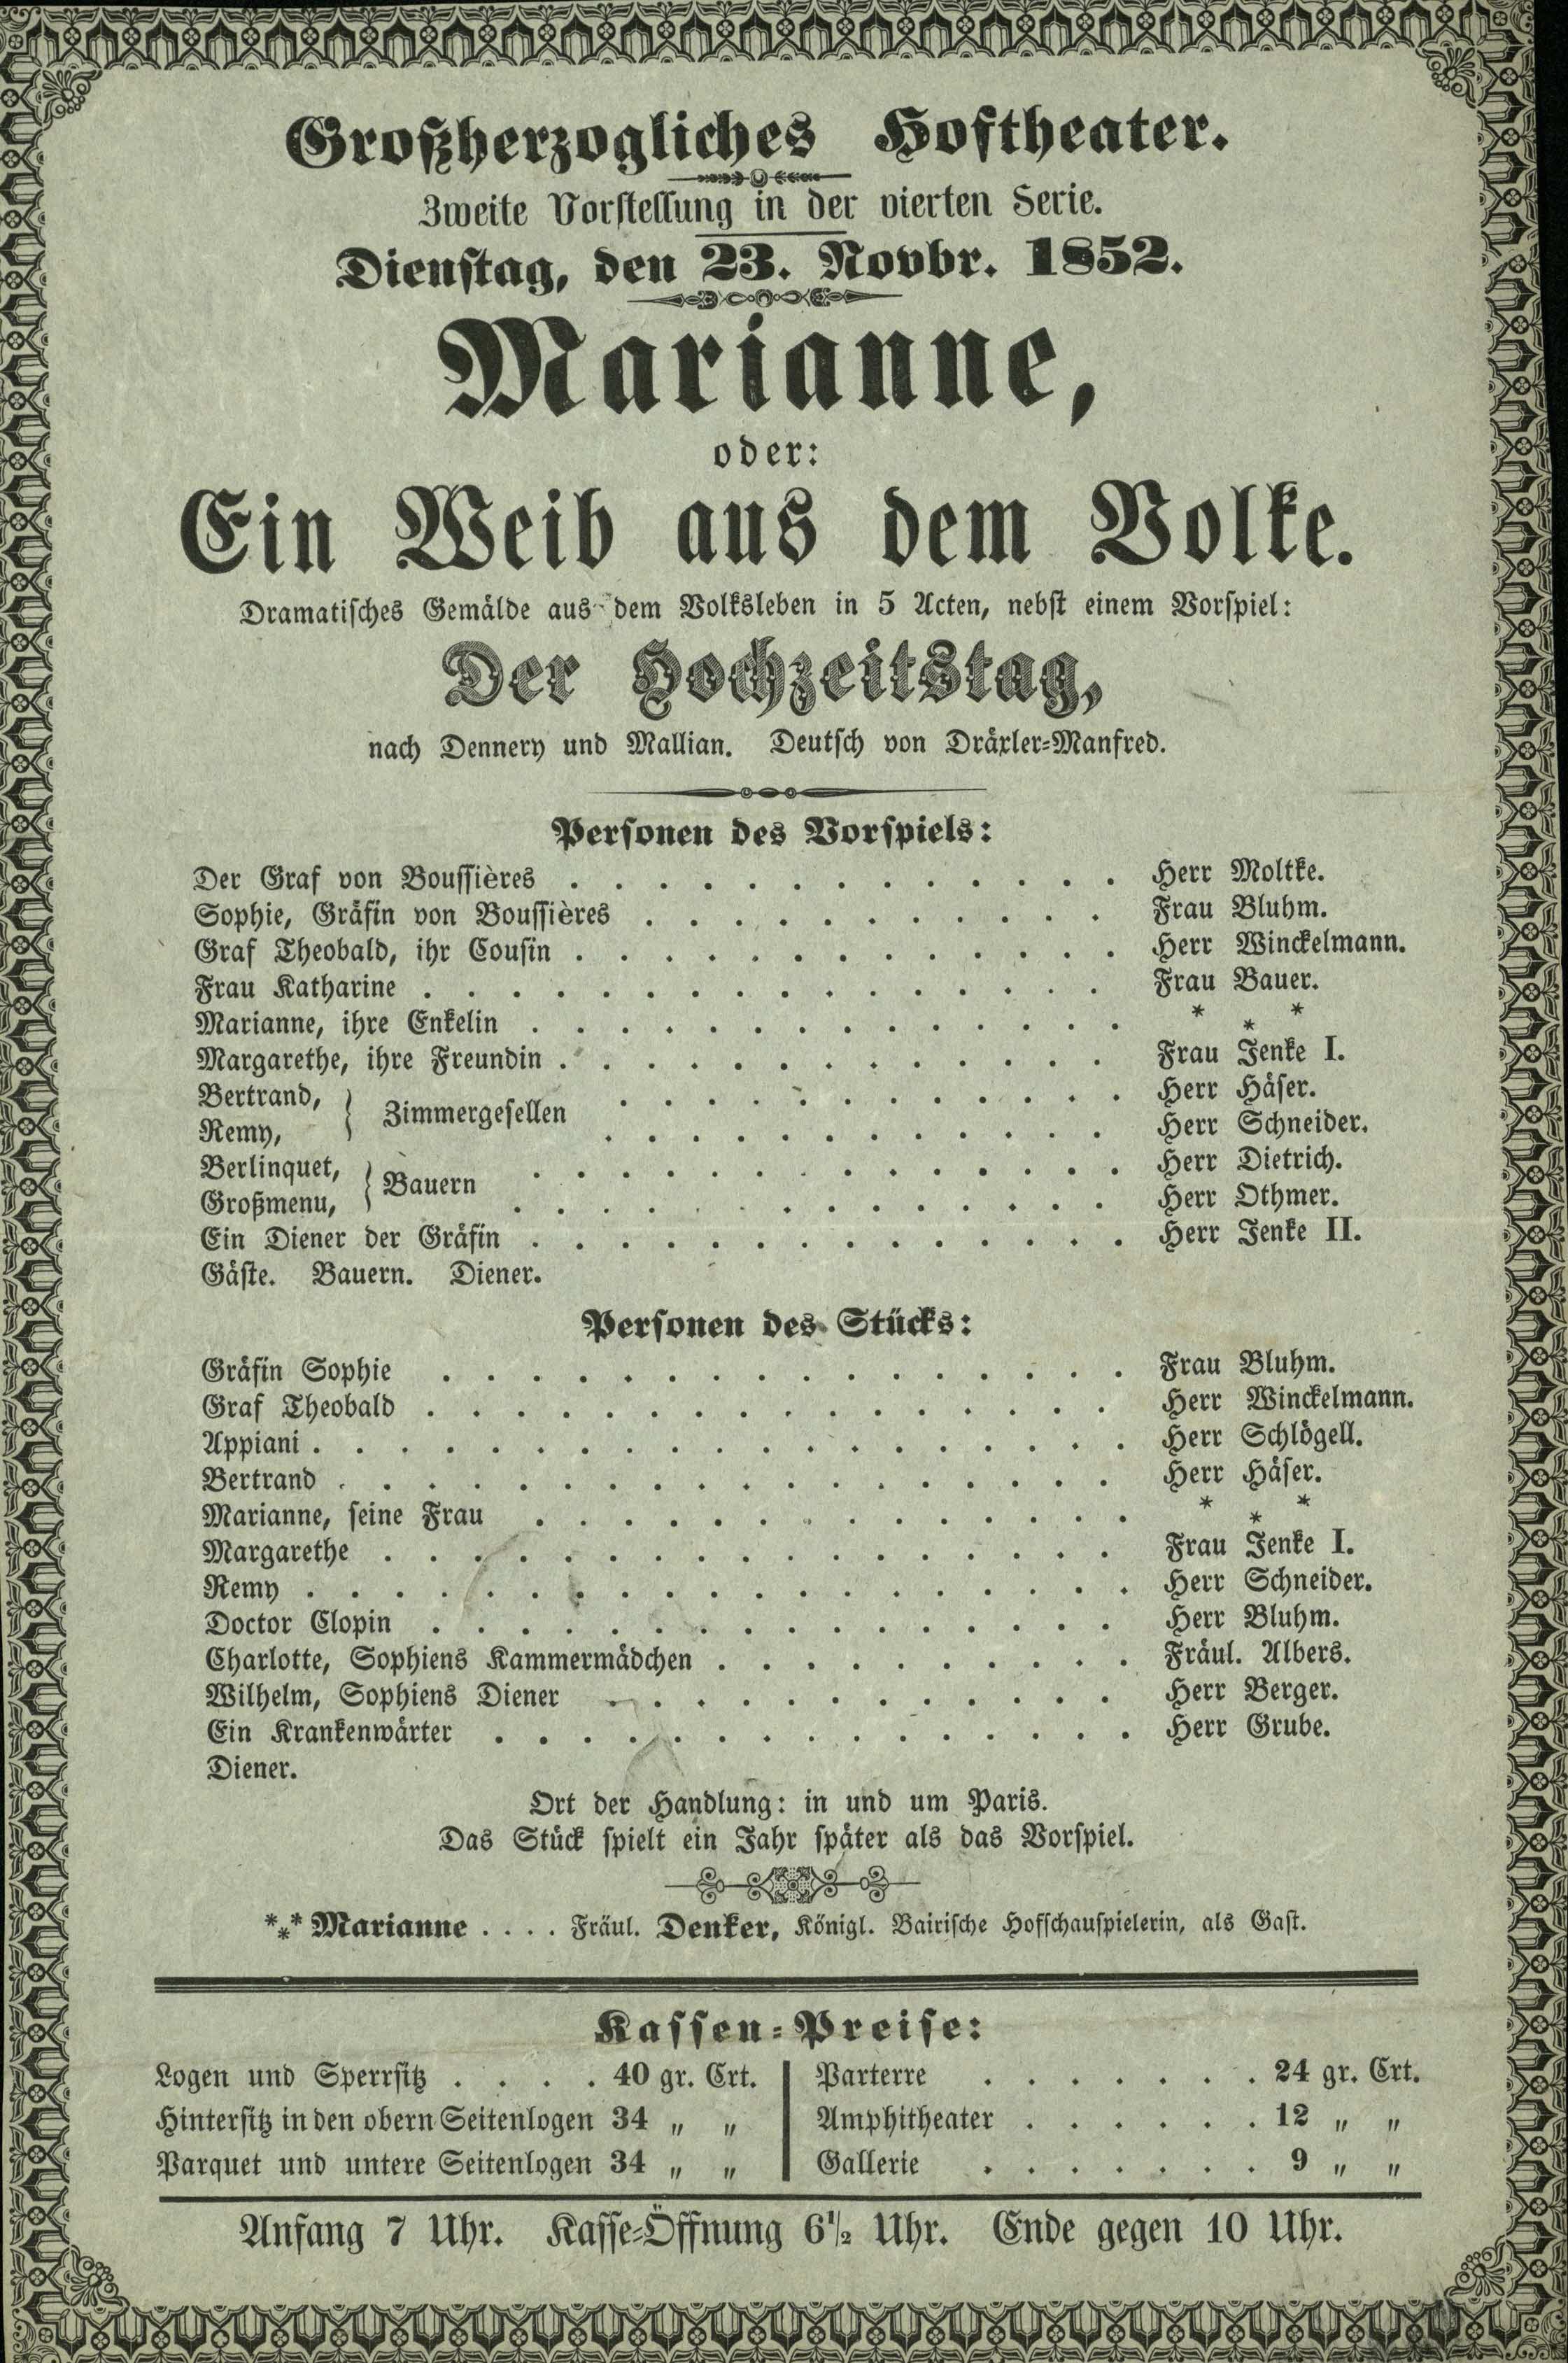 Großherzogliches Hoftheater.
Zweite Vorstellung in der vierten Serie.
Dienstag, den 23. Novbr. 1852.
Marianne,
oder:
Ein Weib aus dem Volke.
Dramatisches Gemälde aus dem Volksleben in 5 Acten, nebst einem Vorspiel:
Der Hochzeitstag,
nach Dennery und Mallian. Deutsch von Dräxler-Manfred.
Personen des Vorspiels:
Der Graf von Boussières . . . . . . . . . . . . . Herr Moltke.
Sophie, Gräfin von Boussières . . . . . . . . . . . Frau Bluhm.
Graf Theobald, ihr Cousin . . . . . . . . . . . . . Herr Winckelmann.
Frau Katharine . . . . . . . . . . . . . . . . Frau Bauer.
Marianne, ihre Enkelin . . . . . . . . . . . . . . * * *
Margarethe, ihre Freundin . . . . . . . . . . . . . Frau Jenke I.
Bertrand, } Zimmergesellen . . . . . . . . . . . . Herr Häser.
Remy, . . . . . . . . . . . . Herr Schneider.
Berlinquet, } Bauern . . . . . . . . . . . . . . Herr Dietrich.
Großmenu, . . . . . . . . . . . . . . Herr Othmer.
Ein Diener der Gräfin . . . . . . . . . . . . . . Herr Jenke II.
Gäste. Bauern. Diener.
Personen des Stücks:
Gräfin Sophie . . . . . . . . . . . . . . . . Frau Bluhm.
Graf Theobald . . . . . . . . . . . . . . . . Herr Winckelmann.
Appiani . . . . . . . . . . . . . . . . . . . Herr Schlögell.
Bertrand . . . . . . . . . . . . . . . . . . Herr Häser.
Marianne, seine Frau . . . . . . . . . . . . . . * * *
Margarethe . . . . . . . . . . . . . . . . . Frau Jenke I.
Remy . . . . . . . . . . . . . . . . . . . Herr Schneider.
Doctor Clopin . . . . . . . . . . . . . . . . Herr Bluhm.
Charlotte, Sophiens Kammermädchen . . . . . . . . . . Fräul. Albers.
Wilhelm, Sophiens Diener . . . . . . . . . . . . Herr Berger.
Ein Krankenwärter . . . . . . . . . . . . . . . Herr Grube.
Diener.
Ort der Handlung: in und um Paris.
Das Stück spielt ein Jahr später als das Vorspiel.
*** Marianne . . . . Fräul. Denker, Königl. Bairische Hofschauspielerin, als Gast.
Kassen-Preise:
Logen und Sperrsitz . . . . 40 gr. Crt.
Hintersitz in den obern Seitenlogen 34 „ „
Parquet und untere Seitenlogen 34 „ „
Parterre . . . . . . . 24 gr. Crt.
Amphitheater . . . . . . 12 „ „
Gallerie . . . . . . . 9 „ „
Anfang 7 Uhr. Kasse-Öffnung 6½ Uhr. Ende gegen 10 Uhr.